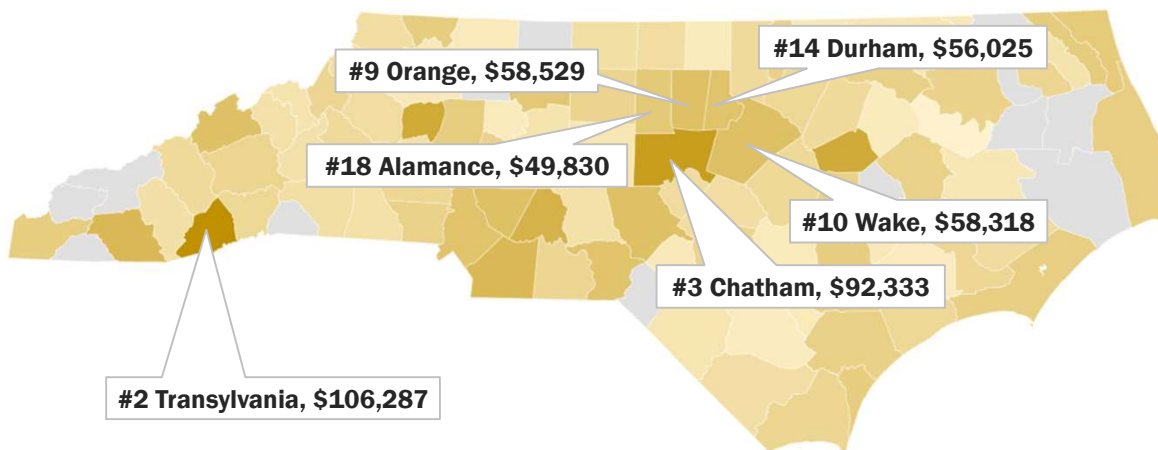 #14 Durham, $56,025
#9 Orange, $58,529
#18 Alamance, $49,830
#10 Wake, $58,318
#3 Chatham, $92,333
#2 Transylvania, $106,287